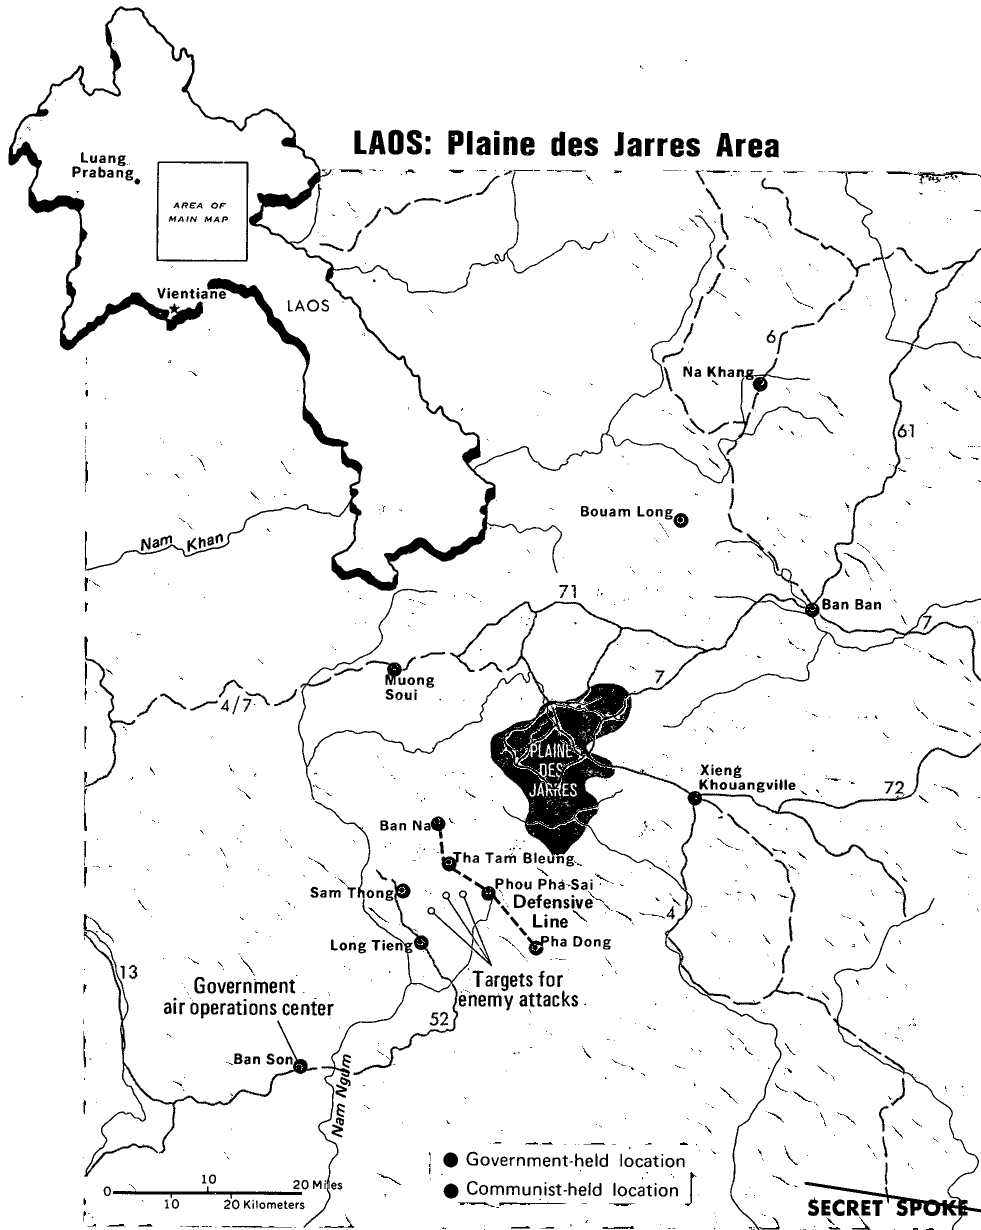 LAOS: Plaine des Jarres Area
Luang
Prabang
AREA OF
MAIN MAP
Vientiane
LAOS
6
Na Khang
61
Bouam Long
Nam Khan
71
Ban Ban
7
Muong
Soui
7
4/7
PLAINE
DES
JARRES
Xieng
Khouangville
72
Ban Na
Tha Tam Bleung
Sam Thong
Phou Pha Sai
Defensive
Line
4
Long Tieng
Pha Dong
13
Targets for
enemy attacks
Government
air operations center
52
Ban Son
Nam Ngum
Government-held location
Communist-held location
0 10 20 Miles
10 20 Kilometers
SECRET SPOKE